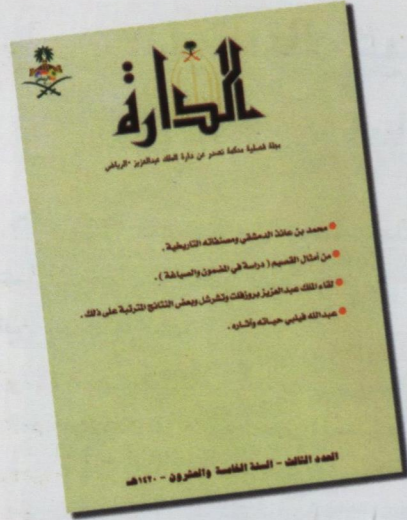 الدارة
مجلة فصلية محكمة تصدر عن دارة الملك عبدالعزيز - الرياض
محمد بن عائذ الدمشقي ومصنفاته التاريخية .
من أمثال القصيم ( دراسة في المضمون والصياغة ) .
لقاء الملك عبدالعزيز بروزفلت وتشرشل وبعض النتائج المترتبة على ذلك .
عبدالله فيلبي حياته وآثاره .
العدد الثالث - السنة الخامسة والعشرون - ١٤٢٠هـ